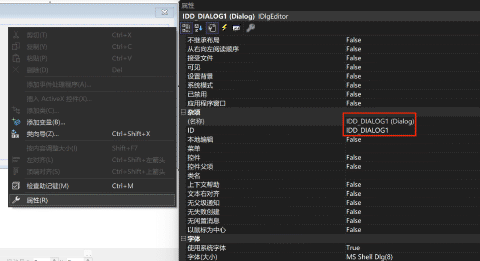 剪切(T) Ctrl+X
复制(Y) Ctrl+C
粘贴(P) Ctrl+V
删除(D) Del
添加事件处理程序(A)...
插入 ActiveX 控件(X)...
添加类(C)...
添加变量(B)...
类向导(Z)... Ctrl+Shift+X
按内容调整大小(I) Shift+F7
左对齐(L) Ctrl+Shift+左箭头
顶端对齐(G) Ctrl+Shift+上箭头
检查助记键(M) Ctrl+M
属性(R)
属性
IDD_DIALOG1 (Dialog) IDlgEditor
不继承布局 False
从右向左阅读顺序 False
接受文件 False
可见 False
设置背景 False
系统模式 False
已禁用 False
应用程序窗口 False
杂项
(名称) IDD_DIALOG1 (Dialog)
ID IDD_DIALOG1
本地编辑 False
菜单
控件 False
控件父项 False
类名
上下文帮助 False
文本右对齐 False
无父级通知 False
无失败创建 False
无闲置消息 False
以鼠标为中心 False
字体
使用系统字体 True
字体(大小) MS Shell Dlg(8)